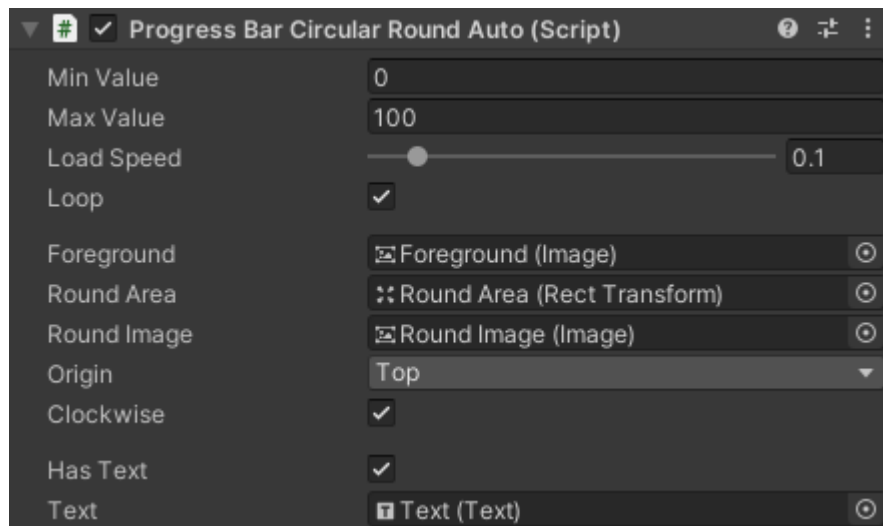 Progress Bar Circular Round Auto (Script)
Min Value 0
Max Value 100
Load Speed 0.1
Loop
Foreground Foreground (Image)
Round Area Round Area (Rect Transform)
Round Image Round Image (Image)
Origin Top
Clockwise
Has Text
Text Text (Text)